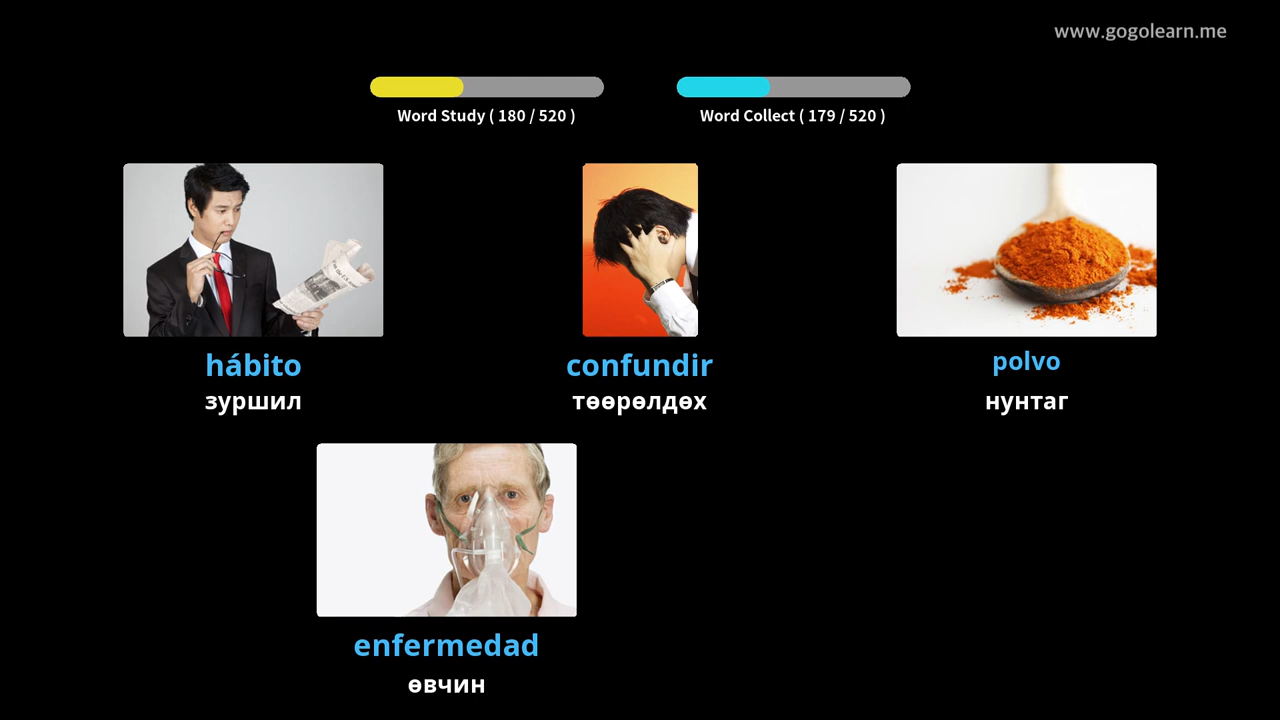 www.gogolearn.me
Word Study ( 180 / 520 )
Word Collect ( 179 / 520 )
hábito
зуршил
confundir
төөрөлдөх
polvo
нунтаг
enfermedad
өвчин